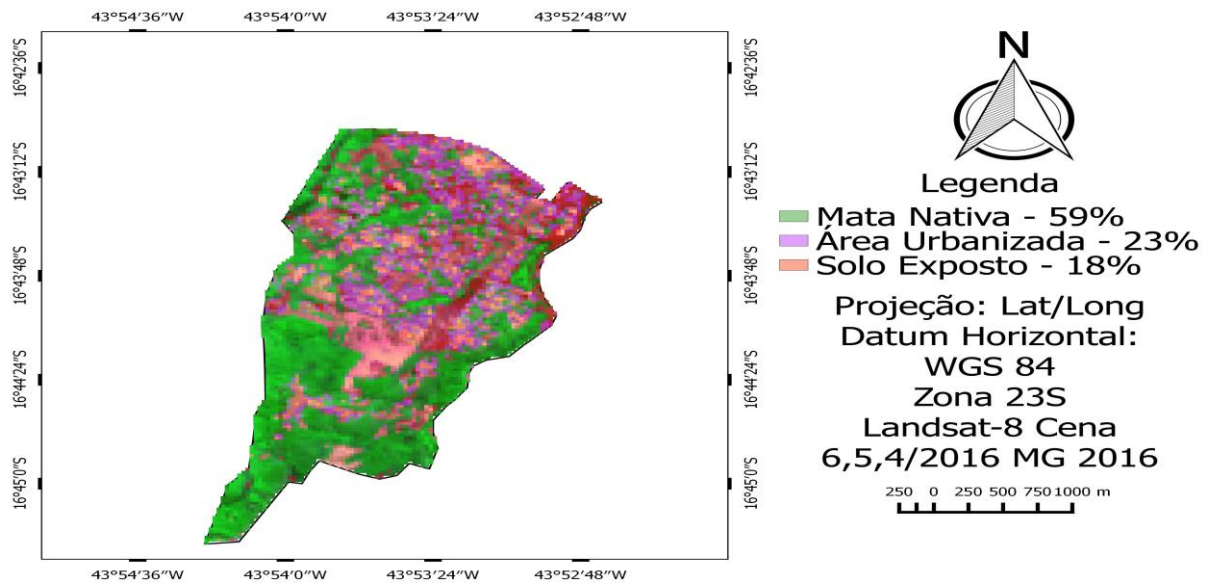 43°54′36″W 43°54′0″W 43°53′24″W 43°52′48″W
16°42′36″S 16°42′36″S
16°43′12″S 16°43′12″S
16°43′48″S 16°43′48″S
16°44′24″S 16°44′24″S
16°45′0″S 16°45′0″S
43°54′36″W 43°54′0″W 43°53′24″W 43°52′48″W
N
Legenda
Mata Nativa - 59%
Área Urbanizada - 23%
Solo Exposto - 18%
Projeção: Lat/Long
Datum Horizontal:
WGS 84
Zona 23S
Landsat-8 Cena
6,5,4/2016 MG 2016
250 0 250 500 750 1000 m